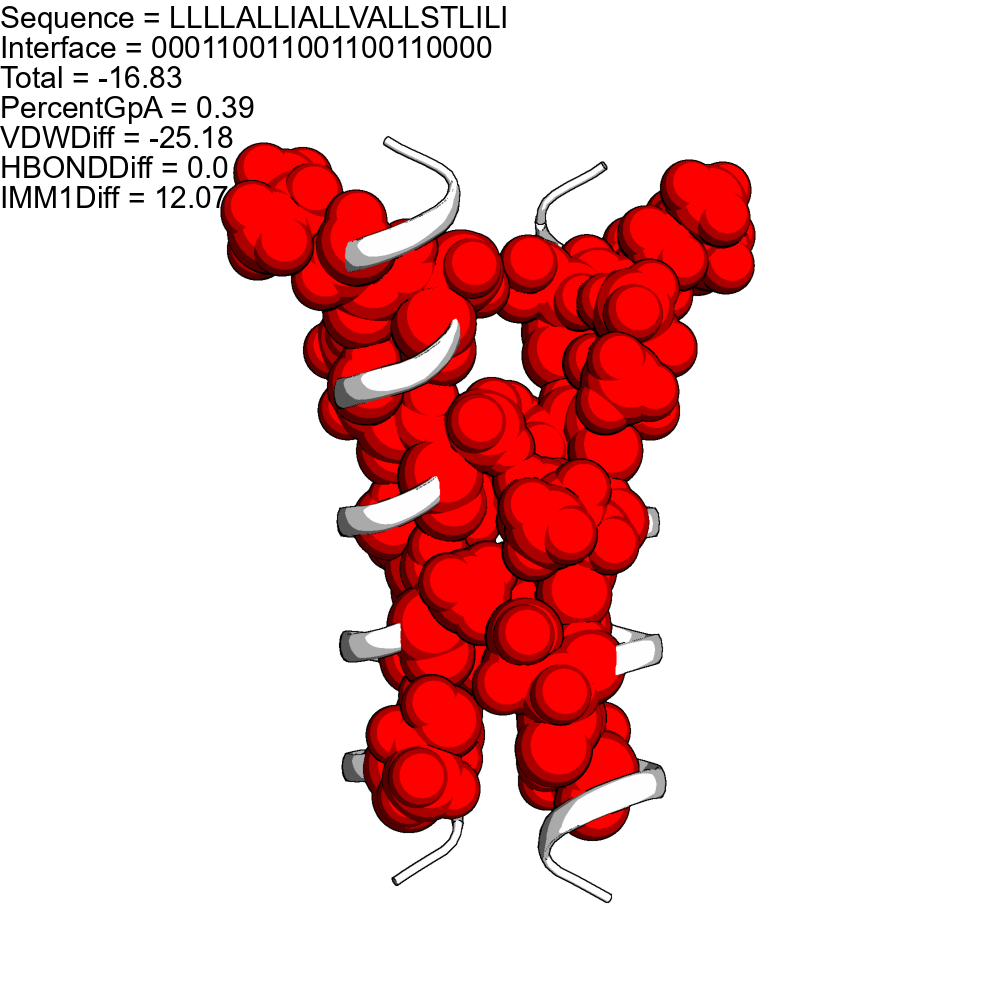 Sequence = LLLLALLIALLVALLSTLILI
Interface = 000110011001100110000
Total = -16.83
PercentGpA = 0.39
VDWDiff = -25.18
HBONDDiff = 0.0
IMM1Diff = 12.07